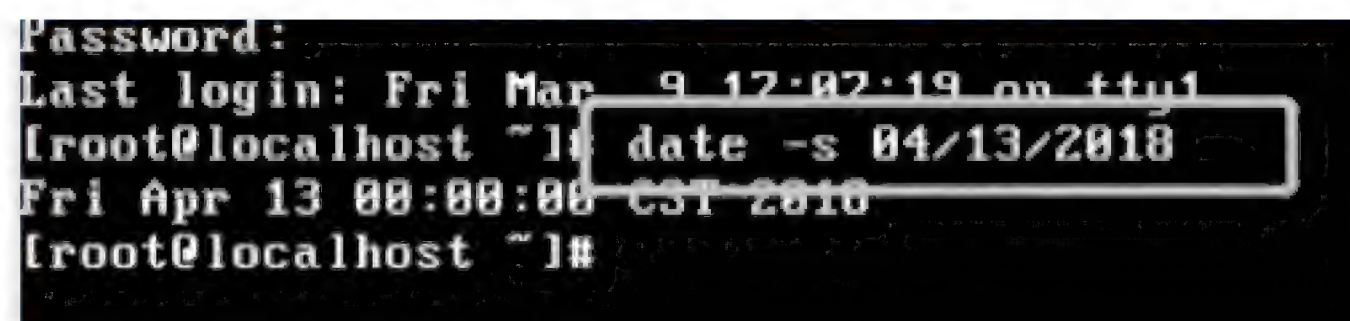 Password:
Last login: Fri Mar  9 17:07:19 on tty1
[root@localhost ~]# date -s 04/13/2018
Fri Apr 13 00:00:00 CST 2018
[root@localhost ~]#